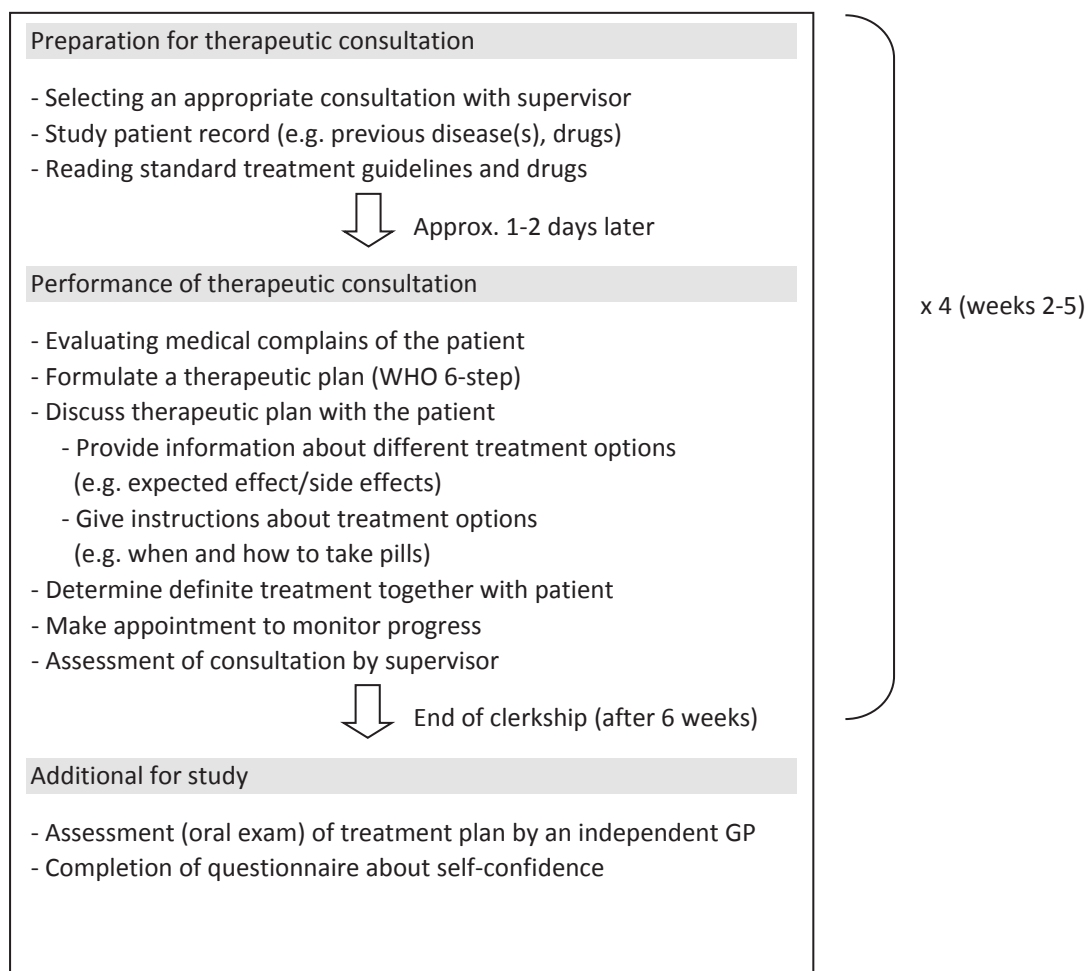 Preparation for therapeutic consultation
- Selecting an appropriate consultation with supervisor
- Study patient record (e.g. previous disease(s), drugs)
- Reading standard treatment guidelines and drugs
Approx. 1-2 days later
Performance of therapeutic consultation
x 4 (weeks 2-5)
- Evaluating medical complains of the patient
- Formulate a therapeutic plan (WHO 6-step)
- Discuss therapeutic plan with the patient
- Provide information about different treatment options
(e.g. expected effect/side effects)
- Give instructions about treatment options
(e.g. when and how to take pills)
- Determine definite treatment together with patient
- Make appointment to monitor progress
- Assessment of consultation by supervisor
End of clerkship (after 6 weeks)
Additional for study
- Assessment (oral exam) of treatment plan by an independent GP
- Completion of questionnaire about self-confidence